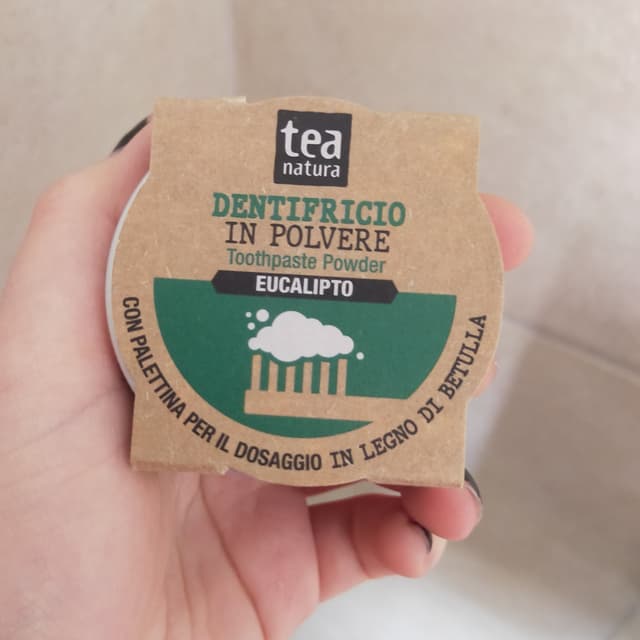 tea
natura
DENTIFRICIO
IN POLVERE
Toothpaste Powder
EUCALIPTO
CON PALETTINA PER IL DOSAGGIO IN LEGNO DI BETULLA